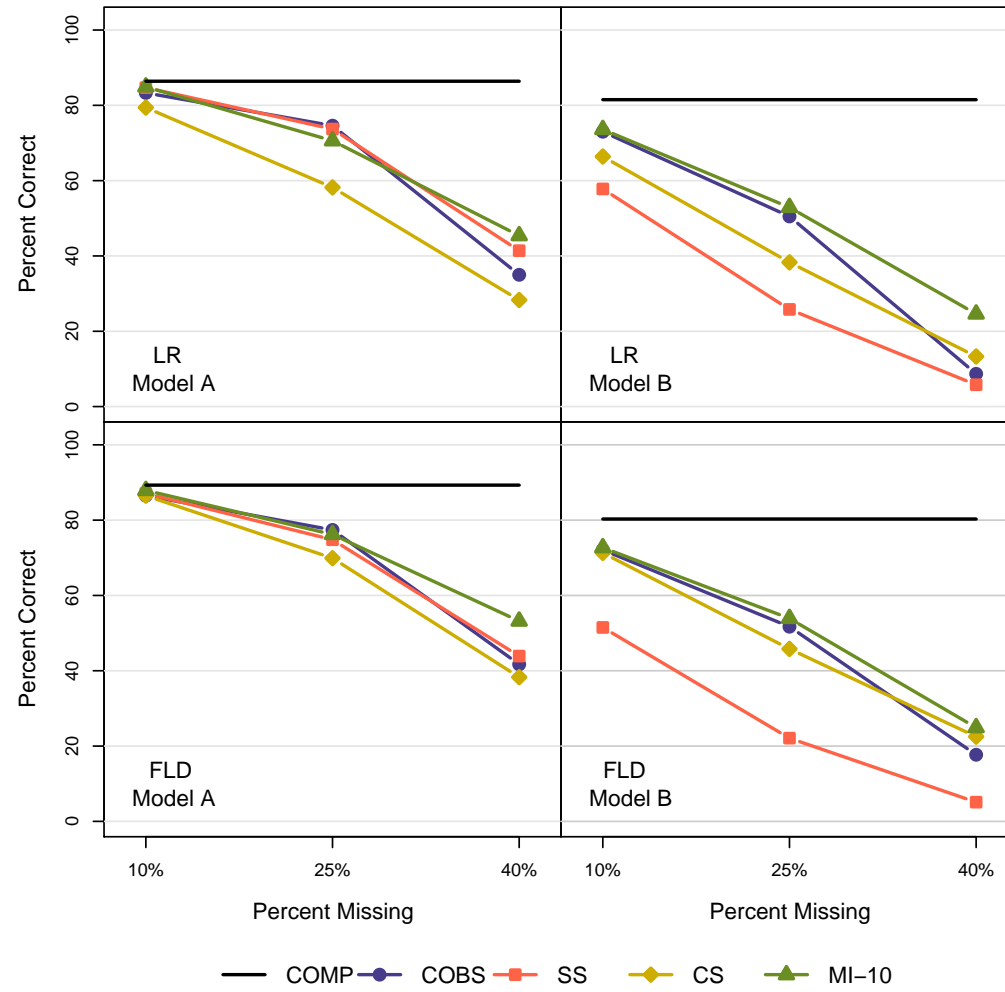 100
80
60
40
20
0
Percent Correct
LR
Model A
LR
Model B
100
80
60
40
20
0
Percent Correct
FLD
Model A
FLD
Model B
10% 25% 40%
10% 25% 40%
Percent Missing
Percent Missing
COMP COBS SS CS MI−10